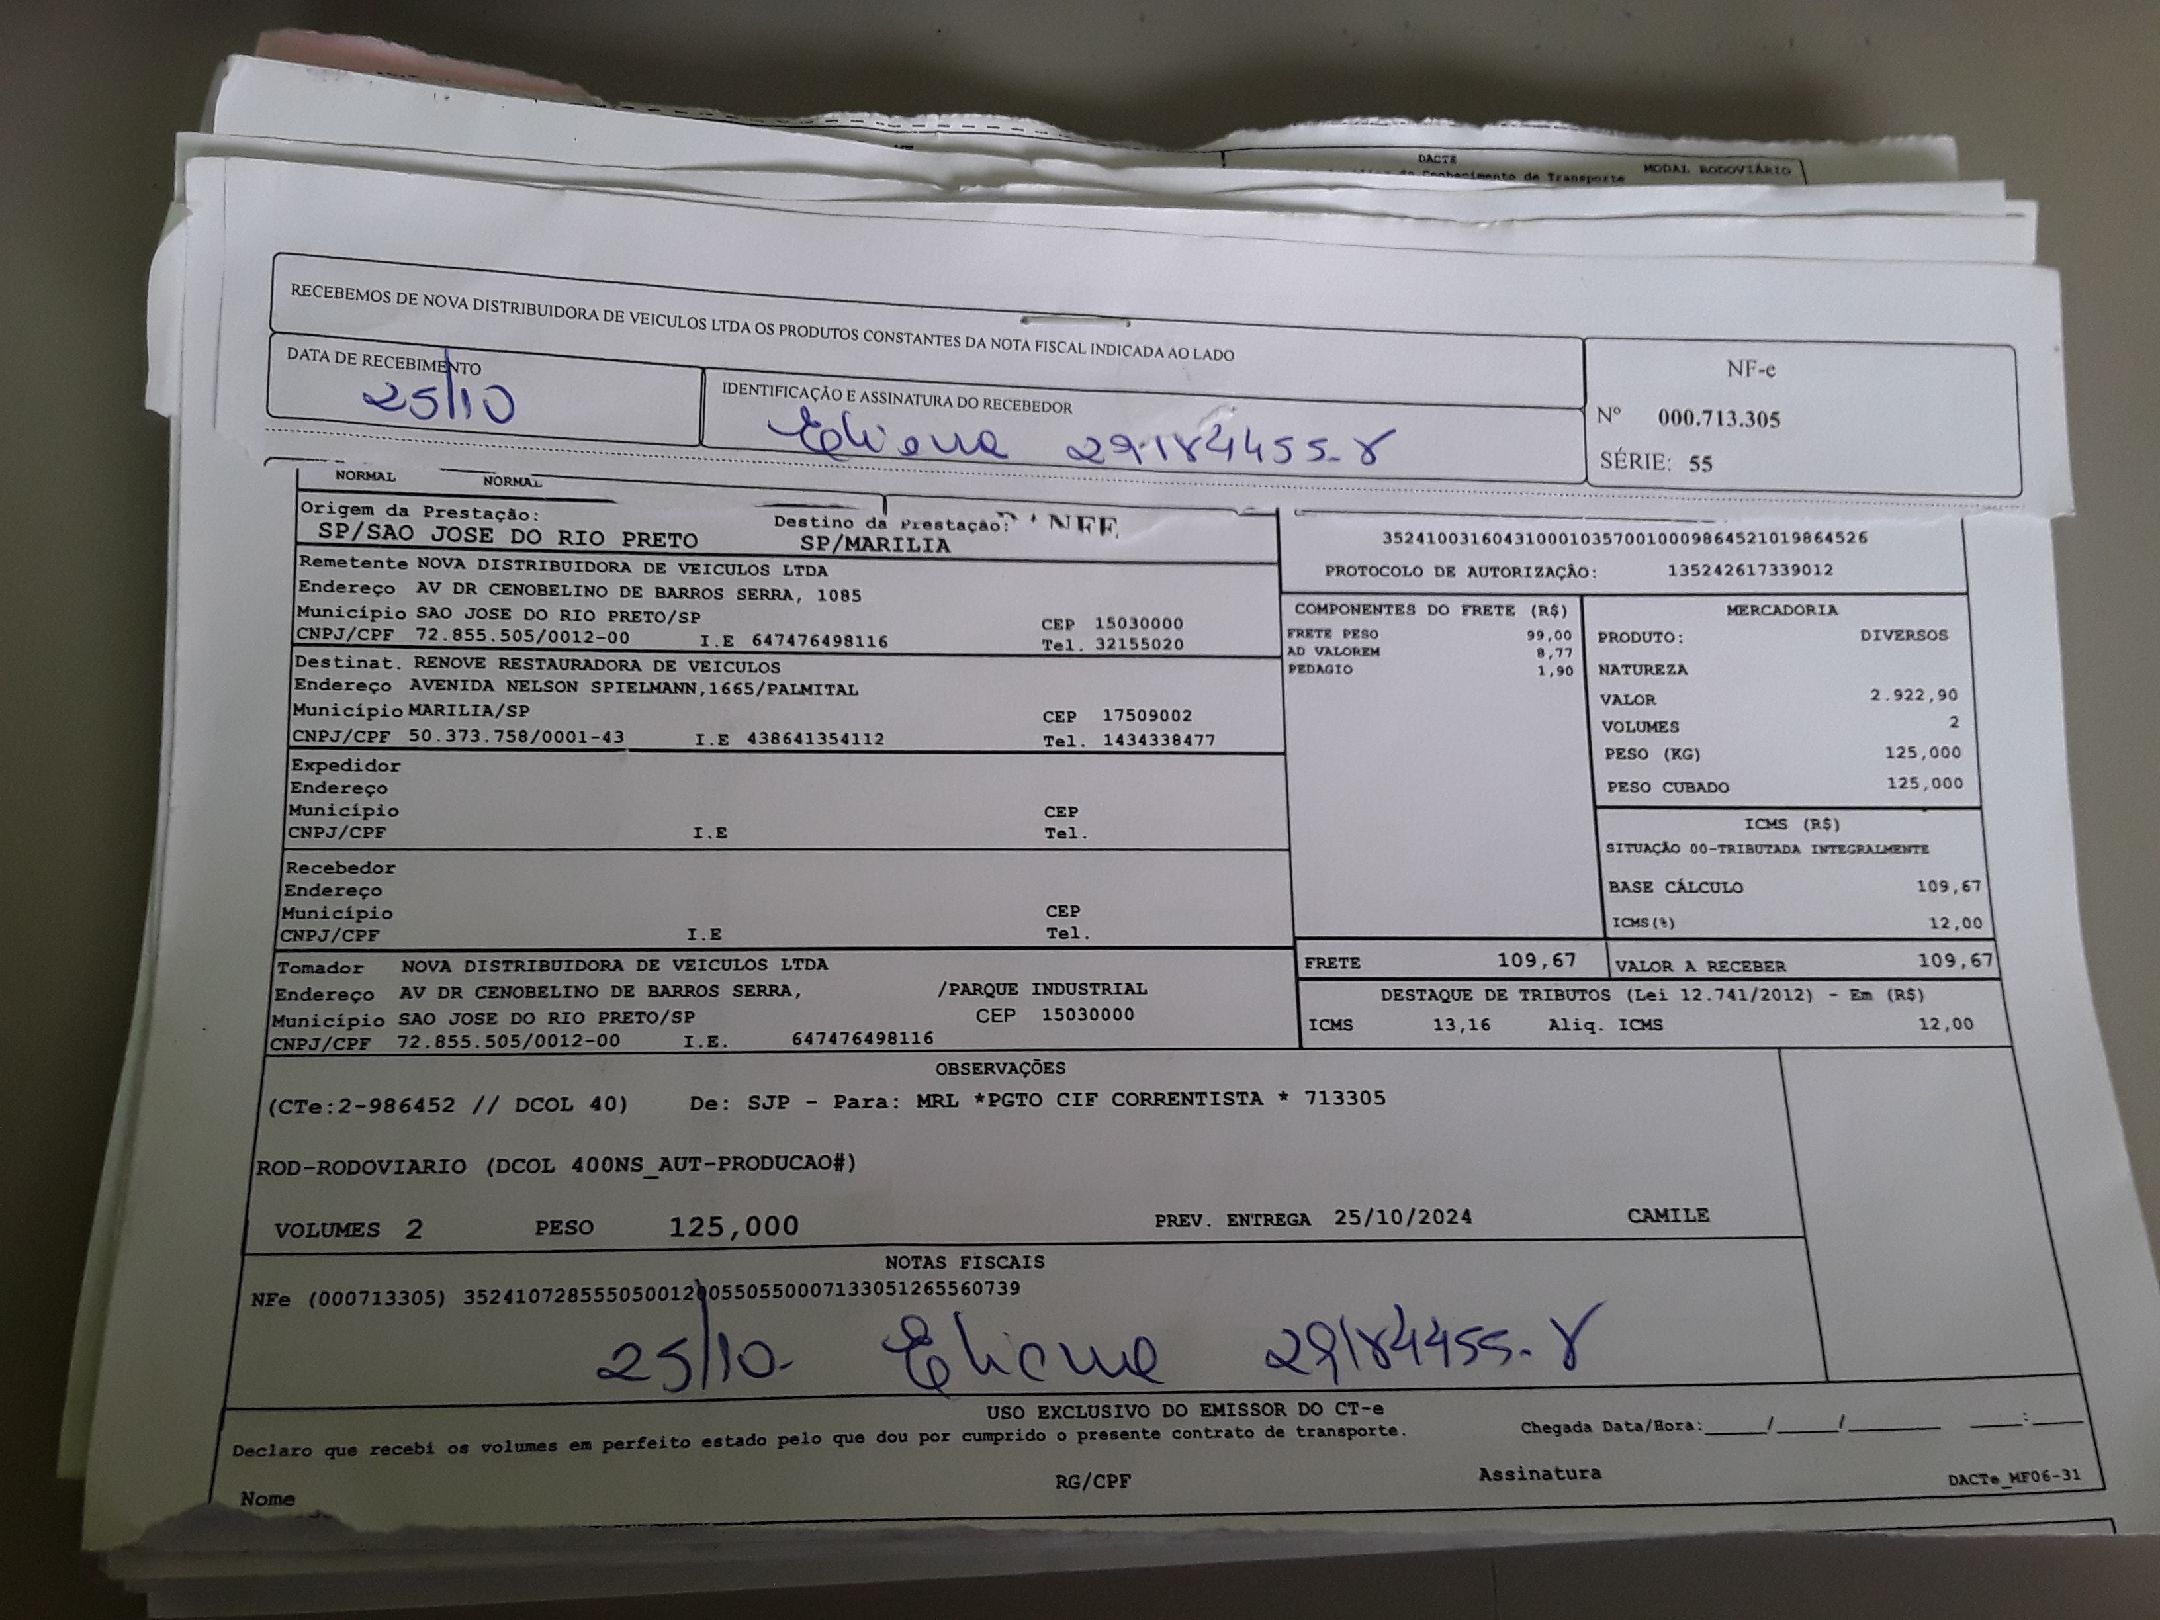 DACTE
Conhecimento de Transporte MODAL RODOVIÁRIO
RECEBEMOS DE NOVA DISTRIBUIDORA DE VEICULOS LTDA OS PRODUTOS CONSTANTES DA NOTA FISCAL INDICADA AO LADO
DATA DE RECEBIMENTO
25/10
IDENTIFICAÇÃO E ASSINATURA DO RECEBEDOR
Eliene 29184455-8
NF-e
Nº 000.713.305
SÉRIE: 55
NORMAL NORMAL
Origem da Prestação:
SP/SAO JOSE DO RIO PRETO
Destino da Prestação:
SP/MARILIA
Remetente NOVA DISTRIBUIDORA DE VEICULOS LTDA
Endereço AV DR CENOBELINO DE BARROS SERRA, 1085
Município SAO JOSE DO RIO PRETO/SP CEP 15030000
CNPJ/CPF 72.855.505/0012-00 I.E 647476498116 Tel. 32155020
Destinat. RENOVE RESTAURADORA DE VEICULOS
Endereço AVENIDA NELSON SPIELMANN,1665/PALMITAL
Município MARILIA/SP CEP 17509002
CNPJ/CPF 50.373.758/0001-43 I.E 438641354112 Tel. 1434338477
Expedidor
Endereço
Município CEP
CNPJ/CPF I.E Tel.
Recebedor
Endereço
Município CEP
CNPJ/CPF I.E Tel.
Tomador NOVA DISTRIBUIDORA DE VEICULOS LTDA
Endereço AV DR CENOBELINO DE BARROS SERRA, /PARQUE INDUSTRIAL
Município SAO JOSE DO RIO PRETO/SP CEP 15030000
CNPJ/CPF 72.855.505/0012-00 I.E. 647476498116
35241003160431000103570010009864521019864526
PROTOCOLO DE AUTORIZAÇÃO: 135242617339012
COMPONENTES DO FRETE (R$)
FRETE PESO 99,00
AD VALOREM 8,77
PEDAGIO 1,90
MERCADORIA
PRODUTO: DIVERSOS
NATUREZA
VALOR 2.922,90
VOLUMES 2
PESO (KG) 125,000
PESO CUBADO 125,000
ICMS (R$)
SITUAÇÃO 00-TRIBUTADA INTEGRALMENTE
BASE CÁLCULO 109,67
ICMS(%) 12,00
FRETE 109,67 VALOR A RECEBER 109,67
DESTAQUE DE TRIBUTOS (Lei 12.741/2012) - Em (R$)
ICMS 13,16 Aliq. ICMS 12,00
OBSERVAÇÕES
(CTe:2-986452 // DCOL 40) De: SJP - Para: MRL *PGTO CIF CORRENTISTA * 713305
ROD-RODOVIARIO (DCOL 400NS_AUT-PRODUCAO#)
VOLUMES 2 PESO 125,000 PREV. ENTREGA 25/10/2024 CAMILE
NOTAS FISCAIS
NFe (000713305) 35241072855505001200550550007133051265560739
25/10- Eliene 29184455-8
USO EXCLUSIVO DO EMISSOR DO CT-e
Declaro que recebi os volumes em perfeito estado pelo que dou por cumprido o presente contrato de transporte. Chegada Data/Hora:_____/_____/_______ ____:____
Nome RG/CPF Assinatura DACTe_MF06-31